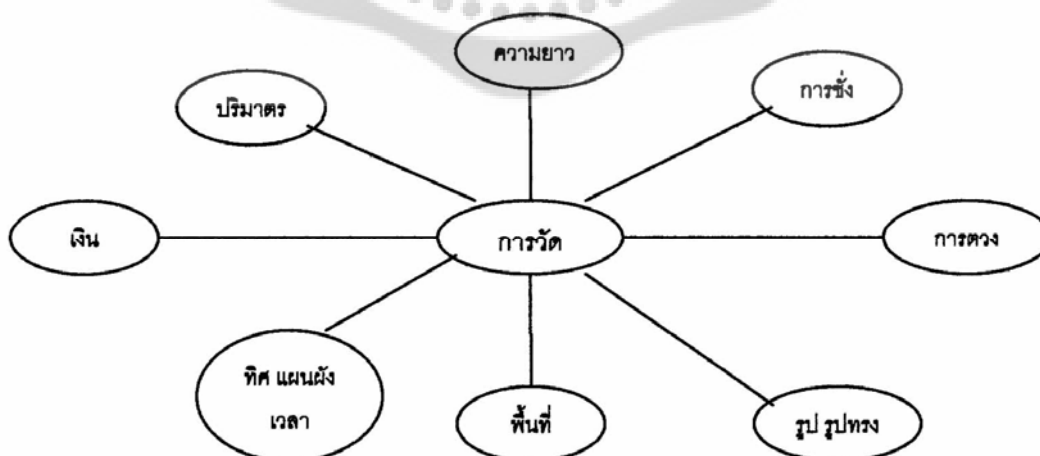 ความยาว
ปริมาตร
การชั่ง
เงิน
การวัด
การตวง
ทิศ แผนผัง
เวลา
พื้นที่
รูป รูปทรง